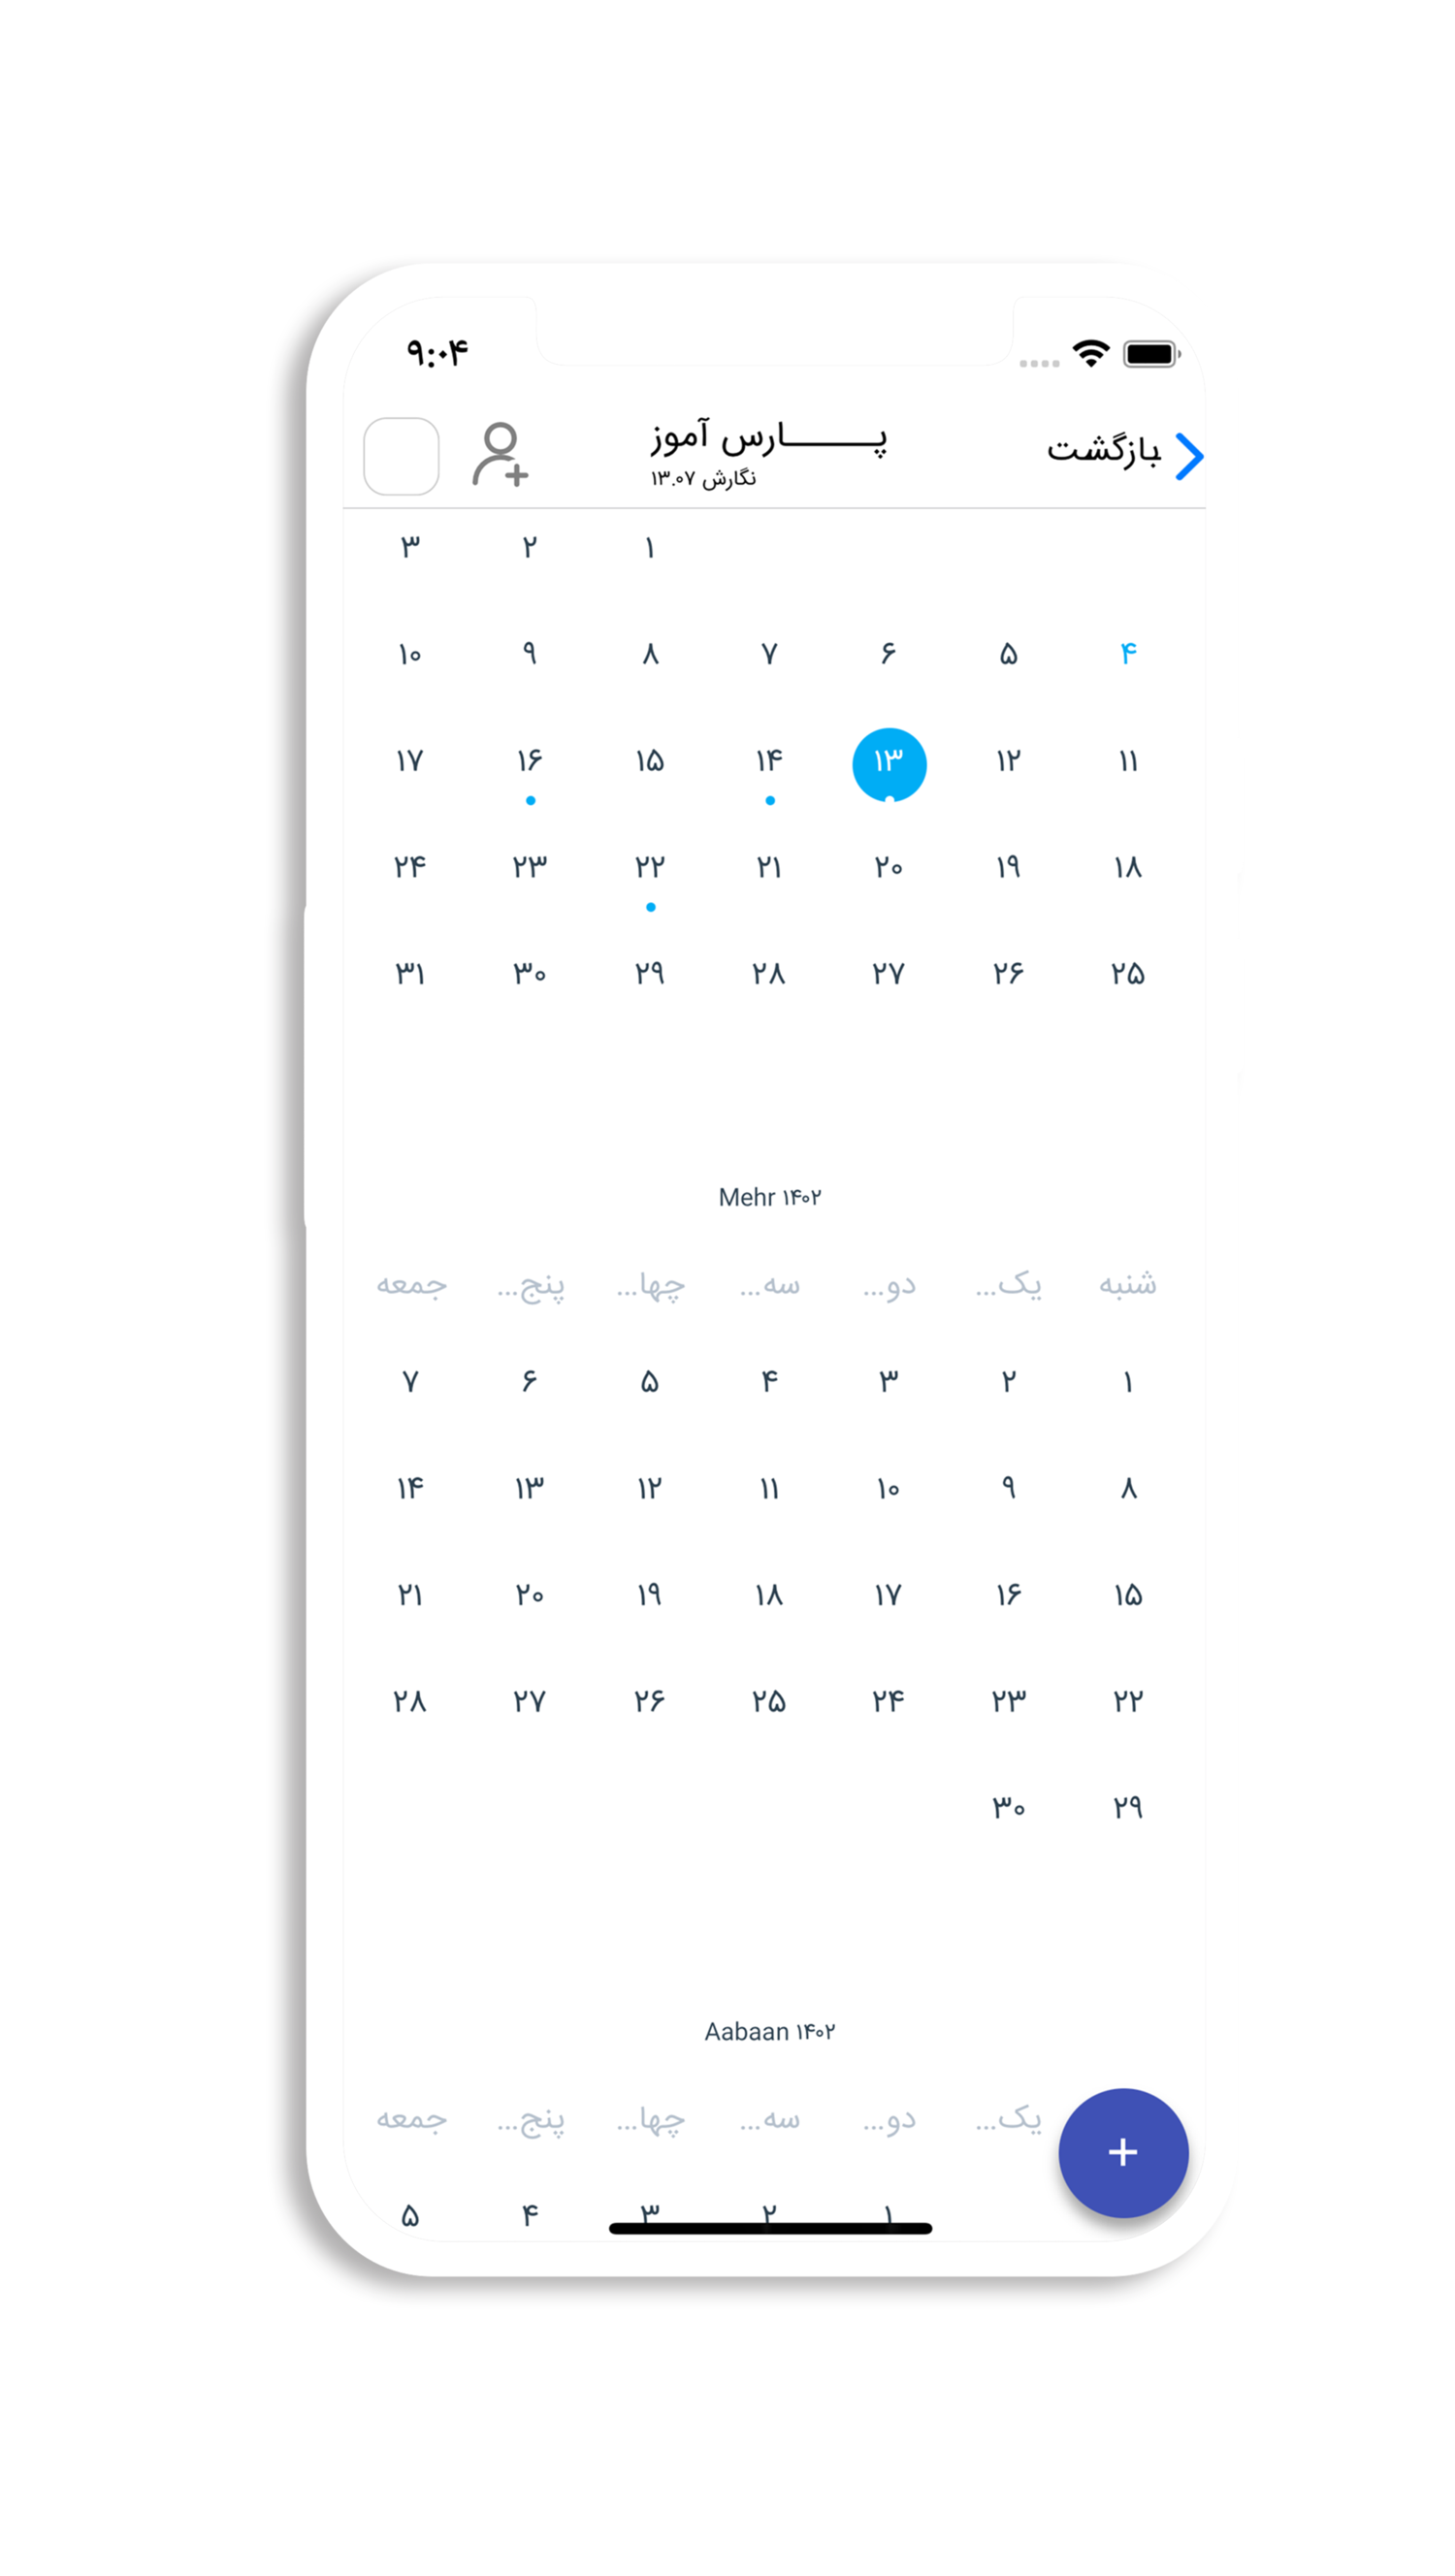 ۹:۰۴
بازگشت
پـــــــارس آموز
نگارش ۱۳.۰۷
۱ ۲ ۳
۴ ۵ ۶ ۷ ۸ ۹ ۱۰
۱۱ ۱۲ ۱۳ ۱۴ ۱۵ ۱۶ ۱۷
۱۸ ۱۹ ۲۰ ۲۱ ۲۲ ۲۳ ۲۴
۲۵ ۲۶ ۲۷ ۲۸ ۲۹ ۳۰ ۳۱
Mehr ۱۴۰۲
شنبه یک... دو... سه... چها... پنج... جمعه
۱ ۲ ۳ ۴ ۵ ۶ ۷
۸ ۹ ۱۰ ۱۱ ۱۲ ۱۳ ۱۴
۱۵ ۱۶ ۱۷ ۱۸ ۱۹ ۲۰ ۲۱
۲۲ ۲۳ ۲۴ ۲۵ ۲۶ ۲۷ ۲۸
۲۹ ۳۰
Aabaan ۱۴۰۲
یک... دو... سه... چها... پنج... جمعه
۱ ۲ ۳ ۴ ۵
+